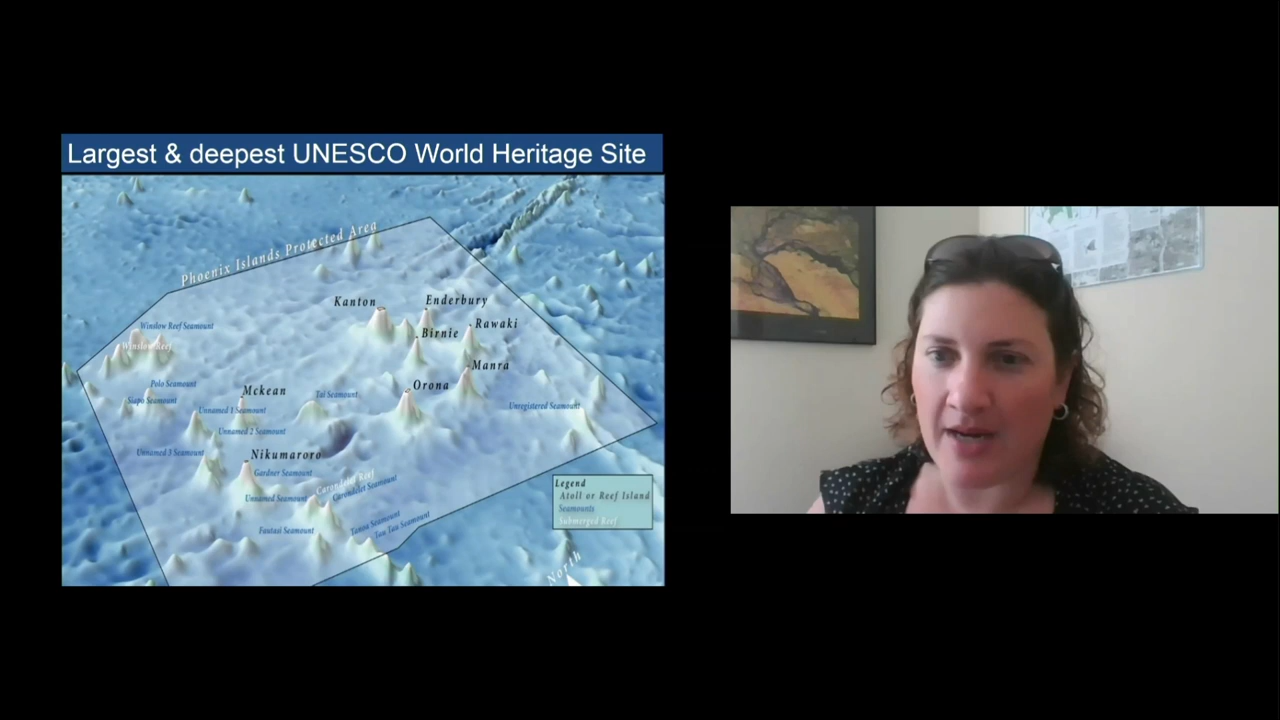 Largest & deepest UNESCO World Heritage Site
Phoenix Islands Protected Area
Kanton
Enderbury
Rawaki
Birnie
Winslow Reef Seamount
Winslow Reef
Manra
Polo Seamount
Mckean
Orona
Tai Seamount
Siapo Seamount
Unnamed 1 Seamount
Unregistered Seamount
Unnamed 2 Seamount
Unnamed 3 Seamount
Nikumaroro
Gardner Seamount
Carondelet Reef
Carondelet Seamount
Unnamed Seamount
Fautasi Seamount
Tanoa Seamount
Tau Tau Seamount
Legend
Atoll or Reef Island
Seamounts
Submerged Reef
North